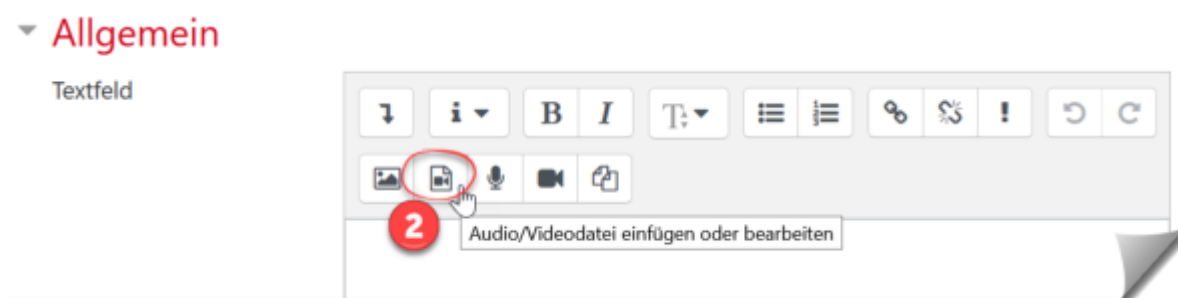 Allgemein
Textfeld
B I T
2
Audio/Videodatei einfügen oder bearbeiten